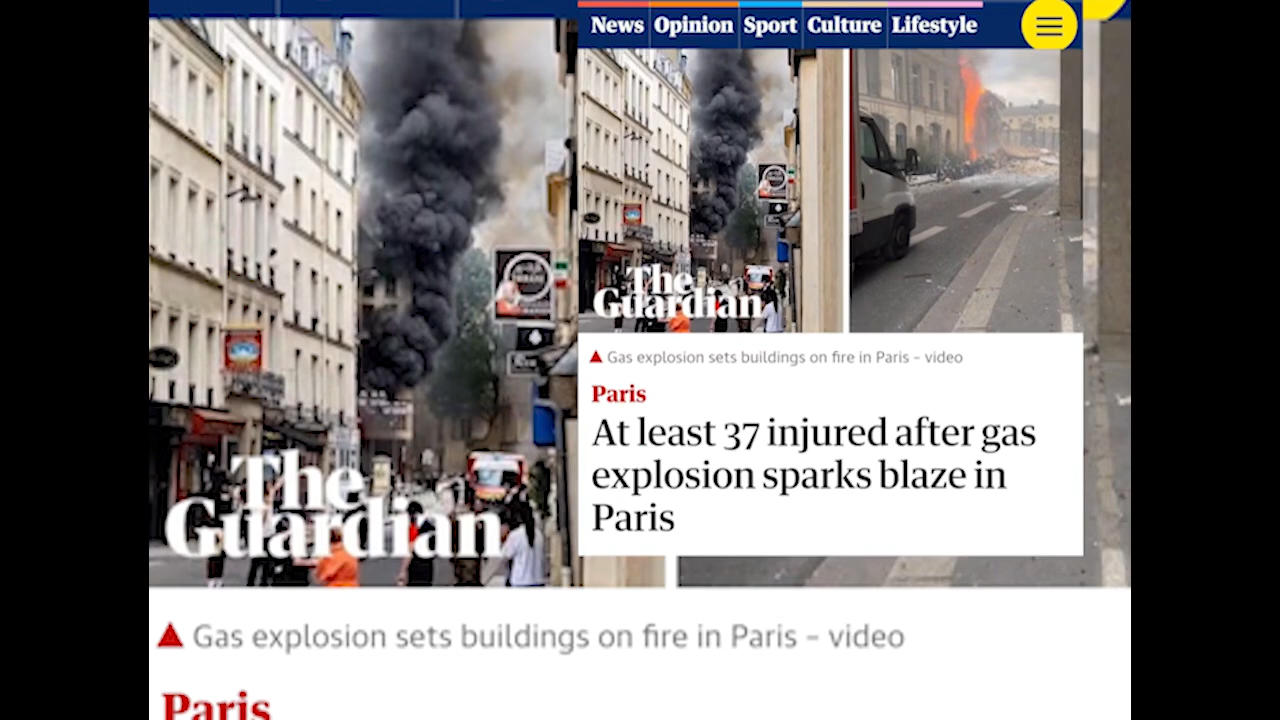 News Opinion Sport Culture Lifestyle
The
Guardian
Gas explosion sets buildings on fire in Paris – video
Paris
At least 37 injured after gas
explosion sparks blaze in
Paris
The
Guardian
Gas explosion sets buildings on fire in Paris – video
Paris